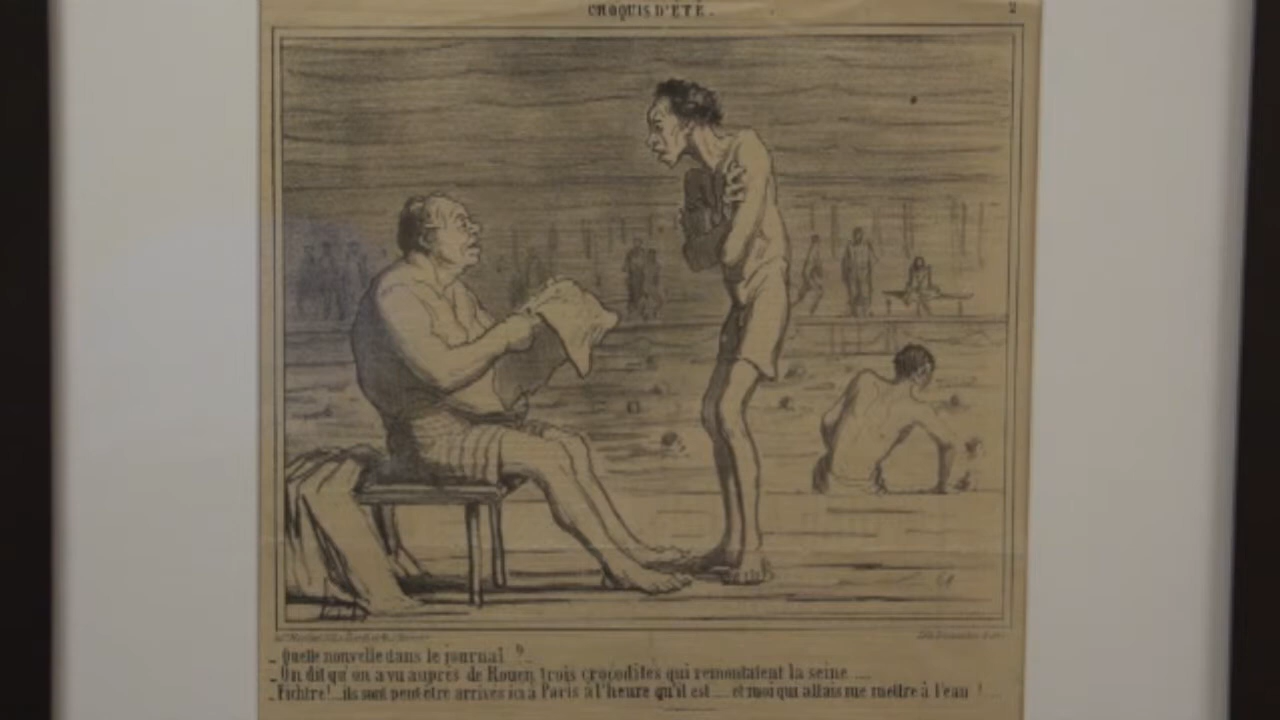 CROQUIS D'ÉTÉ.
2
_ Quelle nouvelle dans le journal ?_
_ On dit qu'on a vu auprès de Rouen trois crocodiles qui remontaient la seine.....
_ Fichtre!...ils sont peut-être arrivés ici à Paris à l'heure qu'il est.... et moi qui allais me mettre à l'eau !....